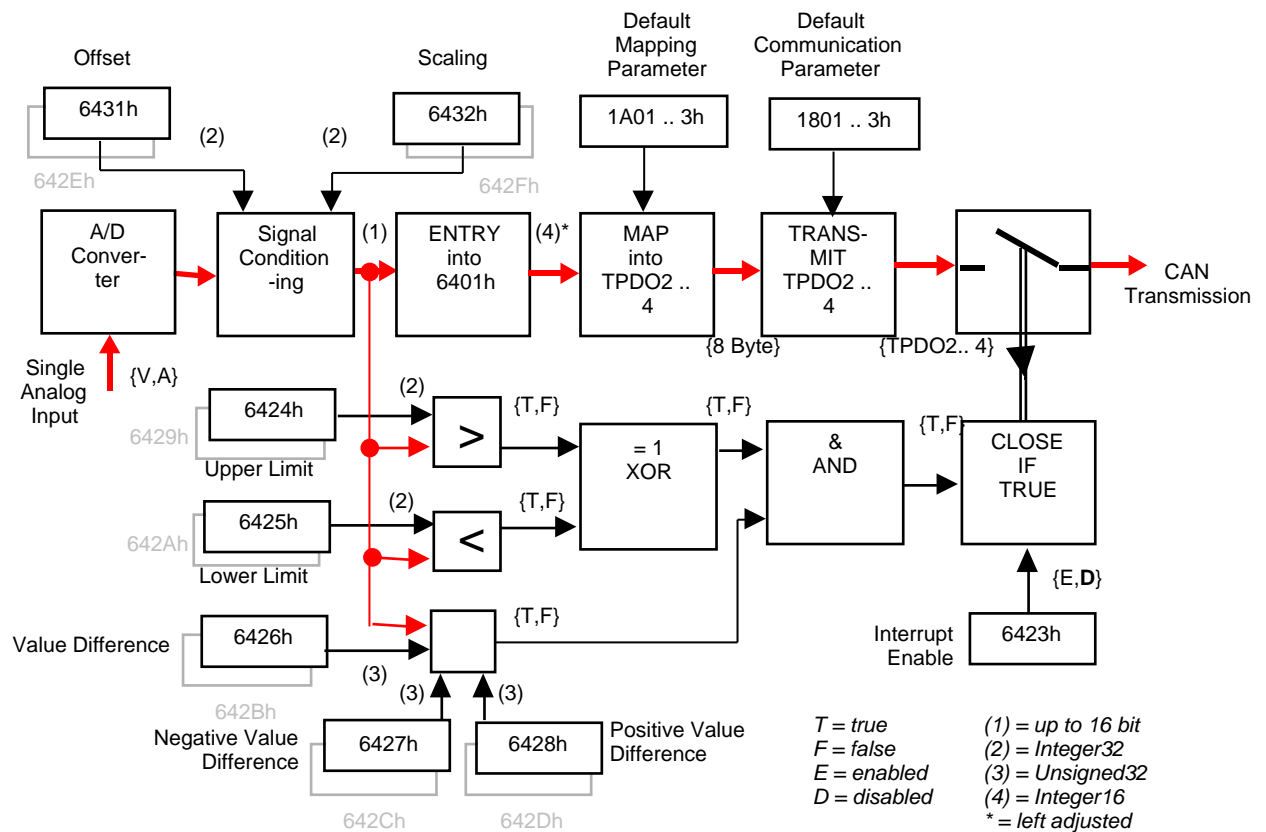 Offset
Scaling
Default
Mapping
Parameter
Default
Communication
Parameter
6431h
6432h
1A01 .. 3h
1801 .. 3h
(2)
(2)
642Eh
642Fh
A/D
Conver-
ter
Signal
Condition
-ing
(1)
ENTRY
into
6401h
(4)*
MAP
into
TPDO2 ..
4
TRANS-
MIT
TPDO2 ..
4
CAN
Transmission
{8 Byte}
{TPDO2.. 4}
Single
Analog
Input
{V,A}
6424h
(2)
6429h
Upper Limit
>
{T,F}
= 1
XOR
{T,F}
&
AND
{T,F}
CLOSE
IF
TRUE
6425h
(2)
642Ah
Lower Limit
<
{T,F}
{E,D}
Value Difference
6426h
(3)
642Bh
{T,F}
Interrupt
Enable
6423h
(3)
(3)
Negative Value
Difference
6427h
642Ch
6428h
642Dh
Positive Value
Difference
T = true
F = false
E = enabled
D = disabled
(1) = up to 16 bit
(2) = Integer32
(3) = Unsigned32
(4) = Integer16
* = left adjusted